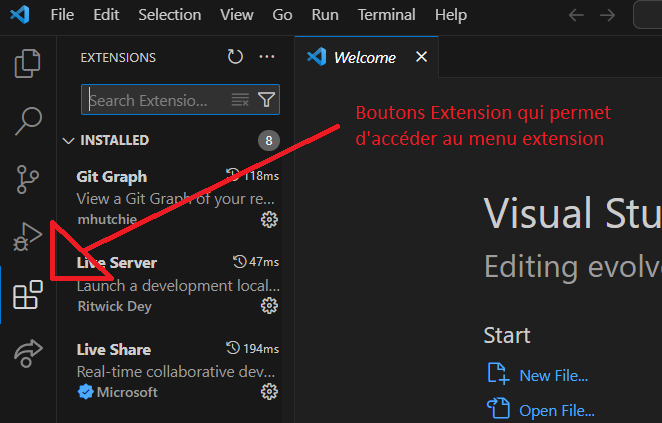 File Edit Selection View Go Run Terminal Help
EXTENSIONS
Welcome
Search Extensio...
Boutons Extension qui permet
d'accéder au menu extension
INSTALLED 8
Git Graph 118ms
View a Git Graph of your re...
mhutchie
Live Server 47ms
Launch a development local...
Ritwick Dey
Live Share 194ms
Real-time collaborative dev...
Microsoft
Visual Stu
Editing evolv
Start
New File...
Open File...